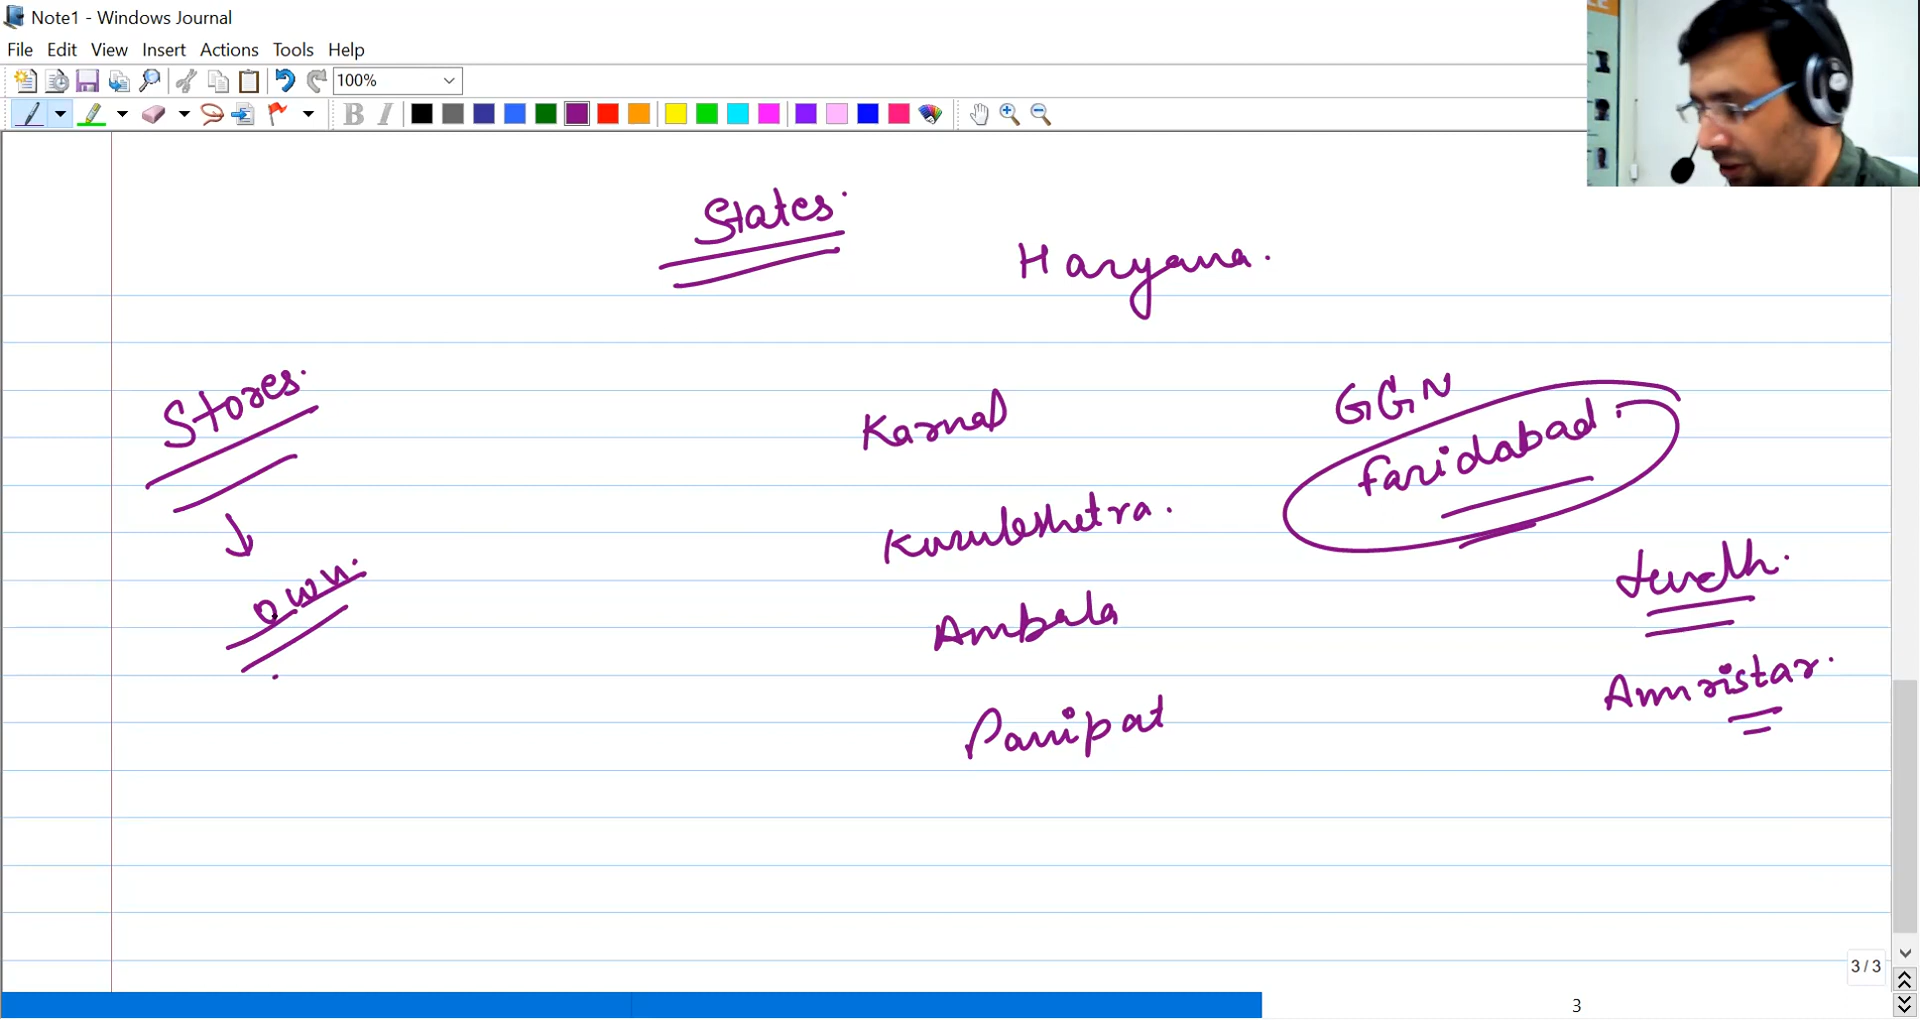 Note1 - Windows Journal
File Edit View Insert Actions Tools Help
100%
B I
States.
Haryana.
Stores.
Karnal
GGN
faridabad.
Kurukshetra.
own.
Ambala
Amristar.
Panipat
3 / 3
3